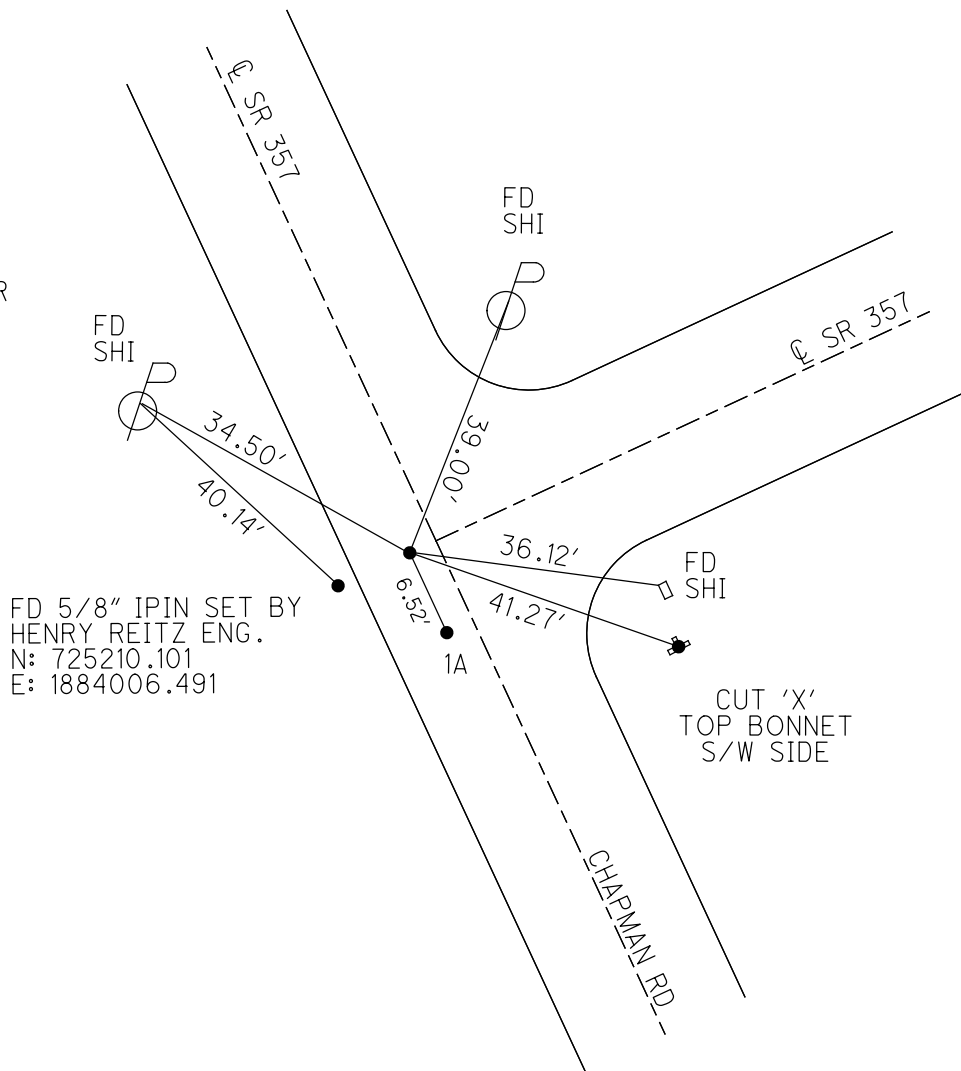 ℄ SR 357
FD
SHI
R
FD
SHI
℄ SR 357
34.50'
39.00'
40.14'
36.12'
FD
SHI
6.52'
41.27'
FD 5/8" IPIN SET BY
HENRY REITZ ENG.
N: 725210.101
E: 1884006.491
1A
CUT 'X'
TOP BONNET
S/W SIDE
CHAPMAN RD